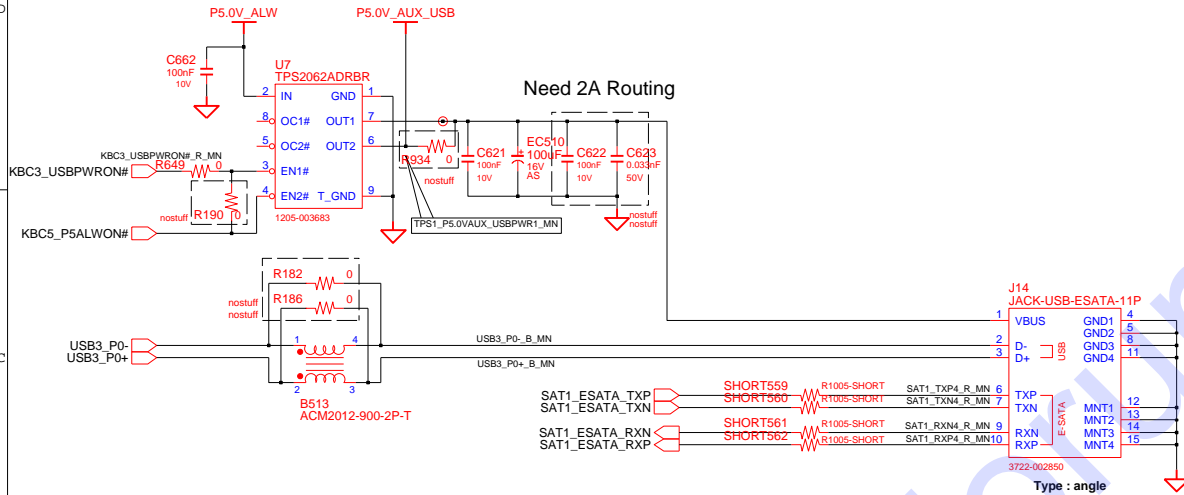 P5.0V_ALW
P5.0V_AUX_USB
C662
100nF
10V
U7
TPS2062ADRBR
2 IN GND 1
8 OC1# OUT1 7
5 OC2# OUT2 6
3 EN1#
4 EN2# T_GND 9
1205-003683
Need 2A Routing
KBC3_USBPWRON#_R_MN
KBC3_USBPWRON# R649 0
nostuff R190 0
KBC5_P5ALWON#
R934 0
nostuff
TPS1_P5.0VAUX_USBPWR1_MN
C621
100nF
10V
EC510
100uF
16V
AS
C622
100nF
10V
C623
0.033nF
50V
nostuff
nostuff
R182 0
nostuff R186 0
nostuff
USB3_P0- 1 4 USB3_P0-_B_MN
USB3_P0+ 2 3 USB3_P0+_B_MN
B513
ACM2012-900-2P-T
J14
JACK-USB-ESATA-11P
1 VBUS GND1 4
GND2 5
2 D- GND3 8
3 D+ GND4 11
USB
SAT1_ESATA_TXP SHORT559 R1005-SHORT SAT1_TXP4_R_MN 6 TXP
SAT1_ESATA_TXN SHORT560 R1005-SHORT SAT1_TXN4_R_MN 7 TXN
SAT1_ESATA_RXN SHORT561 R1005-SHORT SAT1_RXN4_R_MN 9 RXN
SAT1_ESATA_RXP SHORT562 R1005-SHORT SAT1_RXP4_R_MN 10 RXP
E-SATA
MNT1 12
MNT2 13
MNT3 14
MNT4 15
3722-002850
Type : angle